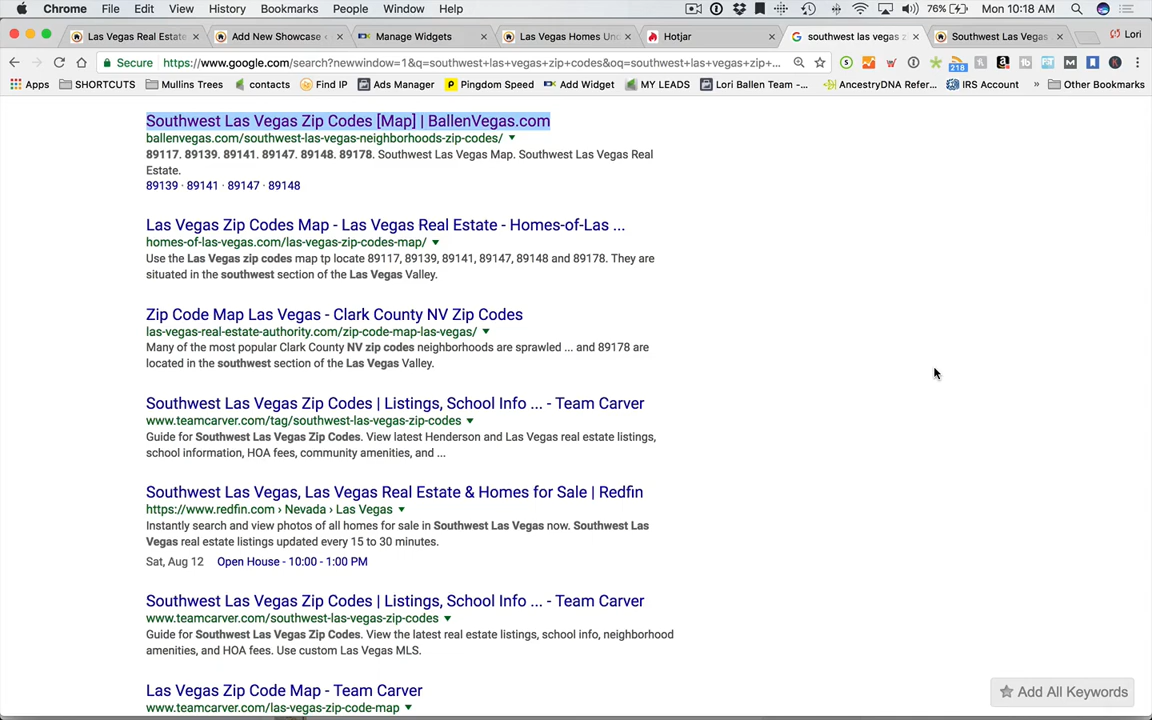 Chrome File Edit View History Bookmarks People Window Help 76% Mon 10:18 AM
Las Vegas Real Estate Add New Showcase Manage Widgets Las Vegas Homes Un Hotjar southwest las vegas z Southwest Las Vegas Lori
Secure https://www.google.com/search?newwindow=1&q=southwest+las+vegas+zip+codes&oq=southwest+las+vegas+zip+...
218
Apps SHORTCUTS Mullins Trees contacts Find IP Ads Manager Pingdom Speed Add Widget MY LEADS Lori Ballen Team -... AncestryDNA Refer... IRS Account » Other Bookmarks
Southwest Las Vegas Zip Codes [Map] | BallenVegas.com
ballenvegas.com/southwest-las-vegas-neighborhoods-zip-codes/
89117. 89139. 89141. 89147. 89148. 89178. Southwest Las Vegas Map. Southwest Las Vegas Real
Estate.
89139 · 89141 · 89147 · 89148
Las Vegas Zip Codes Map - Las Vegas Real Estate - Homes-of-Las ...
homes-of-las-vegas.com/las-vegas-zip-codes-map/
Use the Las Vegas zip codes map tp locate 89117, 89139, 89141, 89147, 89148 and 89178. They are
situated in the southwest section of the Las Vegas Valley.
Zip Code Map Las Vegas - Clark County NV Zip Codes
las-vegas-real-estate-authority.com/zip-code-map-las-vegas/
Many of the most popular Clark County NV zip codes neighborhoods are sprawled ... and 89178 are
located in the southwest section of the Las Vegas Valley.
Southwest Las Vegas Zip Codes | Listings, School Info ... - Team Carver
www.teamcarver.com/tag/southwest-las-vegas-zip-codes
Guide for Southwest Las Vegas Zip Codes. View latest Henderson and Las Vegas real estate listings,
school information, HOA fees, community amenities, and ...
Southwest Las Vegas, Las Vegas Real Estate & Homes for Sale | Redfin
https://www.redfin.com › Nevada › Las Vegas
Instantly search and view photos of all homes for sale in Southwest Las Vegas now. Southwest Las
Vegas real estate listings updated every 15 to 30 minutes.
Sat, Aug 12 Open House - 10:00 - 1:00 PM
Southwest Las Vegas Zip Codes | Listings, School Info ... - Team Carver
www.teamcarver.com/southwest-las-vegas-zip-codes
Guide for Southwest Las Vegas Zip Codes. View the latest real estate listings, school info, neighborhood
amenities, and HOA fees. Use custom Las Vegas MLS.
Las Vegas Zip Code Map - Team Carver
www.teamcarver.com/las-vegas-zip-code-map
Add All Keywords